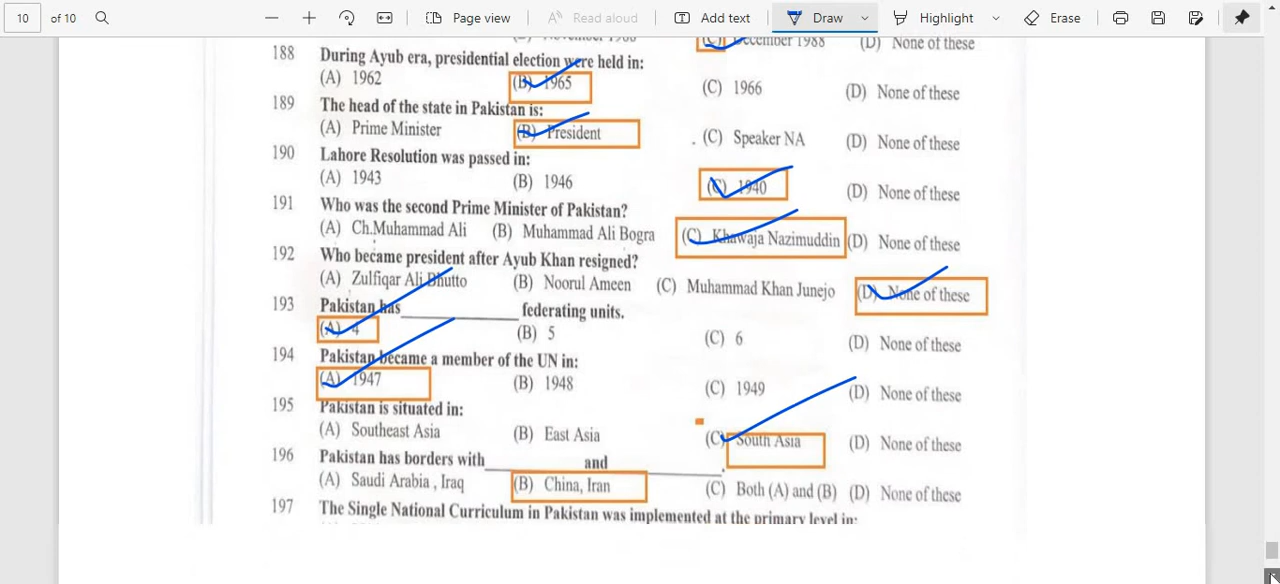 10 of 10 Page view Read aloud Add text Draw Highlight Erase
(C) December 1988 (D) None of these
188 During Ayub era, presidential election were held in:
(A) 1962 (B) 1965 (C) 1966 (D) None of these
189 The head of the state in Pakistan is:
(A) Prime Minister (B) President (C) Speaker NA (D) None of these
190 Lahore Resolution was passed in:
(A) 1943 (B) 1946 (C) 1940 (D) None of these
191 Who was the second Prime Minister of Pakistan?
(A) Ch.Muhammad Ali (B) Muhammad Ali Bogra (C) Khawaja Nazimuddin (D) None of these
192 Who became president after Ayub Khan resigned?
(A) Zulfiqar Ali Bhutto (B) Noorul Ameen (C) Muhammad Khan Junejo (D) None of these
193 Pakistan has____________ federating units.
(A) 4 (B) 5 (C) 6 (D) None of these
194 Pakistan became a member of the UN in:
(A) 1947 (B) 1948 (C) 1949 (D) None of these
195 Pakistan is situated in:
(A) Southeast Asia (B) East Asia (C) South Asia (D) None of these
196 Pakistan has borders with____________ and ____________.
(A) Saudi Arabia , Iraq (B) China, Iran (C) Both (A) and (B) (D) None of these
197 The Single National Curriculum in Pakistan was implemented at the primary level in: